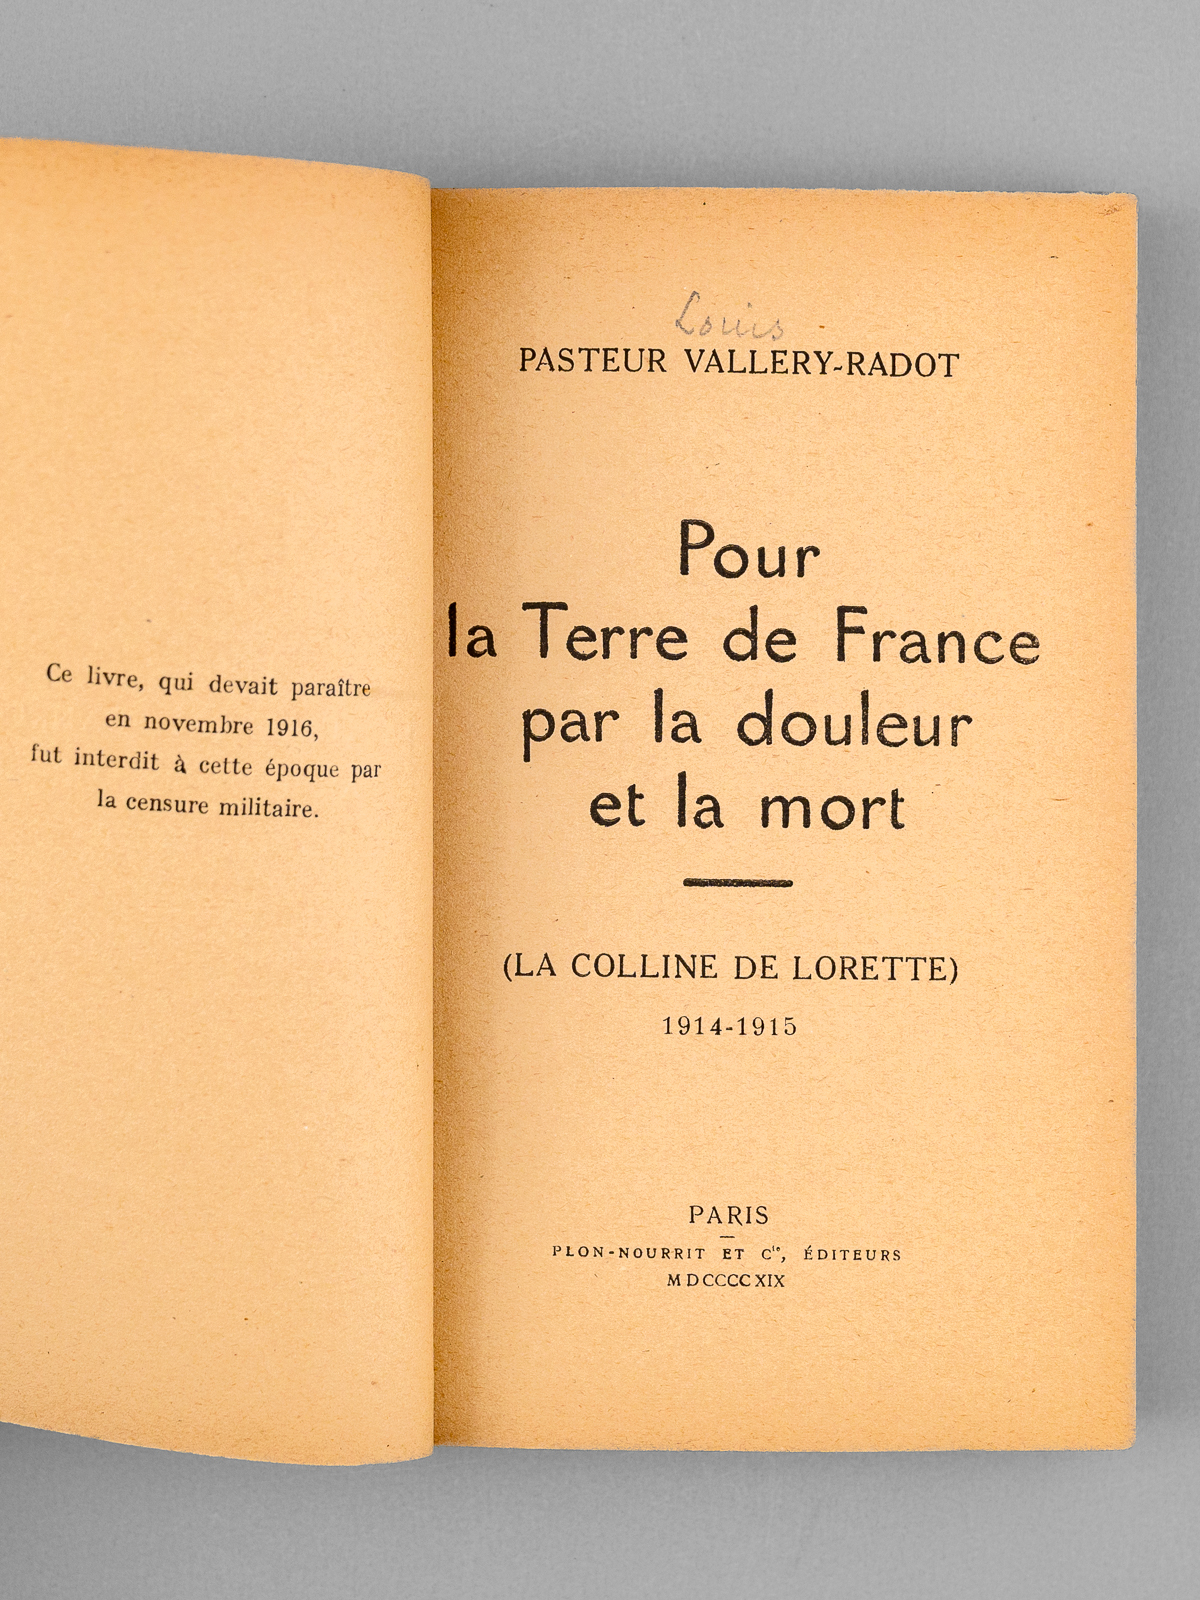 Ce livre, qui devait paraître
en novembre 1916,
fut interdit à cette époque par
la censure militaire.
Louis
PASTEUR VALLERY-RADOT
Pour
la Terre de France
par la douleur
et la mort
(LA COLLINE DE LORETTE)
1914-1915
PARIS
PLON-NOURRIT ET Cie, ÉDITEURS
MDCCCCXIX